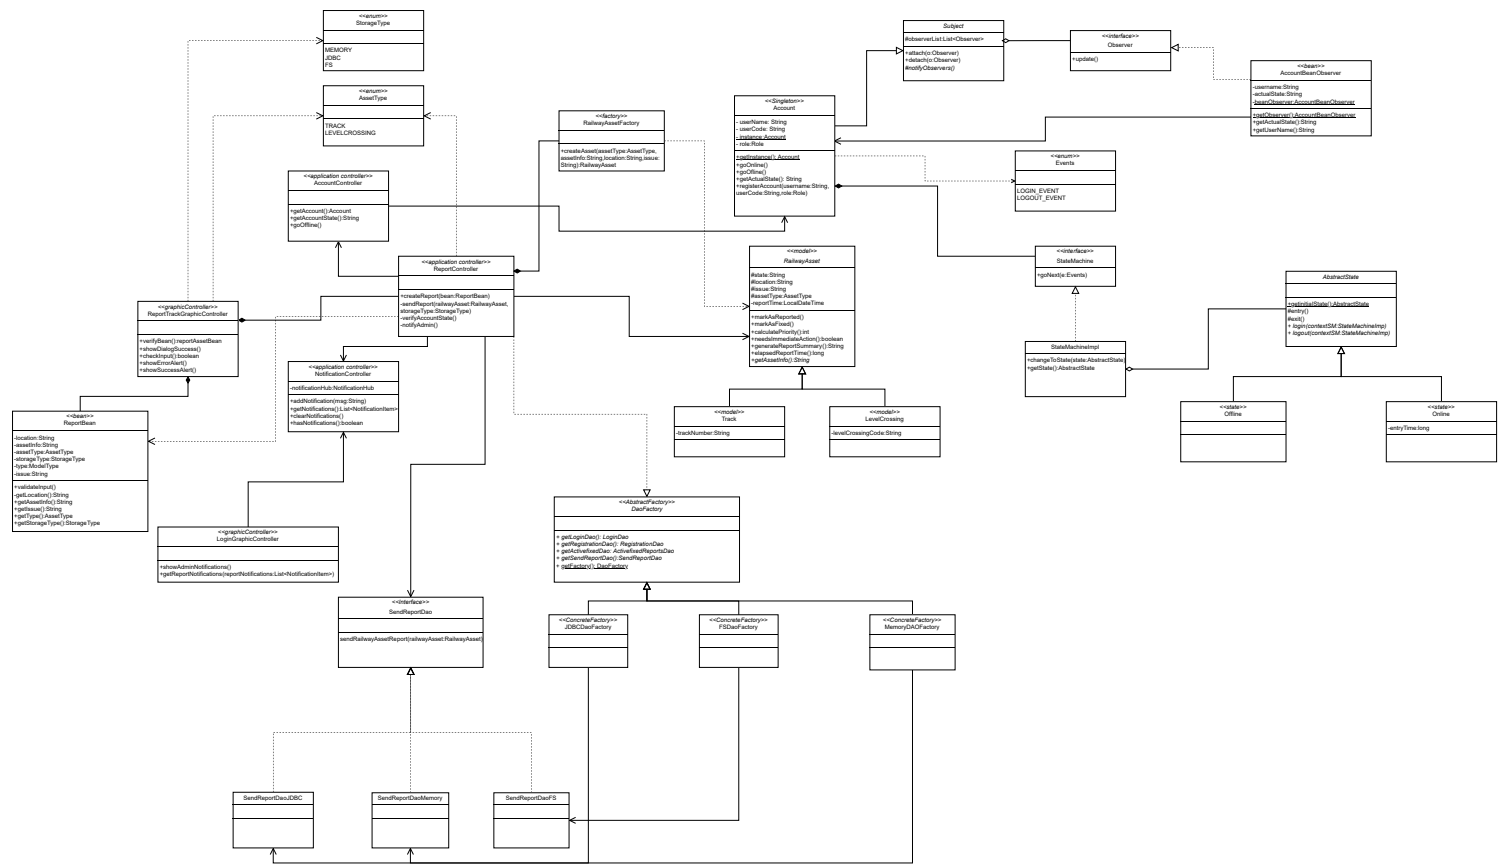 <<enum>>
StorageType
MEMORY
JDBC
FS
<<enum>>
AssetType
TRACK
LEVELCROSSING
<<factory>>
RailwayAssetFactory
+createAsset(assetType:AssetType,
assetInfo:String,location:String,issue:
String):RailwayAsset
<<Singleton>>
Account
- userName: String
- userCode: String
- instance:Account
- role:Role
+getInstance(): Account
+goOnline()
+goOfline()
+getActualState(): String
+registerAccount(username:String,
userCode:String,role:Role)
Subject
#observerList:List<Observer>
+attach(o:Observer)
+detach(o:Observer)
#notifyObservers()
<<interface>>
Observer
+update()
<<bean>>
AccountBeanObserver
-username:String
-actualState:String
-beanObserver:AccountBeanObserver
+getObserver():AccountBeanObserver
+getActualState():String
+getUserName():String
<<enum>>
Events
LOGIN_EVENT
LOGOUT_EVENT
<<application controller>>
AccountController
+getAccount():Account
+getAccountState():String
+goOffline()
<<application controller>>
ReportController
+createReport(bean:ReportBean)
-sendReport(railwayAsset:RailwayAsset,
storageType:StorageType)
-verifyAccountState()
-notifyAdmin()
<<model>>
RailwayAsset
#state:String
#location:String
#issue:String
#assetType:AssetType
-reportTime:LocalDateTime
+markAsReported()
+markAsFixed()
+calculatePriority():int
+needsImmediateAction():boolean
+generateReportSummary():String
+elapsedReportTime():long
+getAssetInfo():String
<<interface>>
StateMachine
+goNext(e:Events)
AbstractState
+getinitielState():AbstractState
#entry()
#exit()
+ login(contextSM:StateMachineImp)
+ logout(contextSM:StateMachineImp)
<<graphicController>>
ReportTrackGraphicController
+verifyBean():reportAssetBean
+showDialogSuccess()
+checkInput():boolean
+showErrorAlert()
+showSuccessAlert()
StateMachineImpl
+changeToState(state:AbstractState)
+getState():AbstractState
<<application controller>>
NotificationController
-notificationHub:NotificationHub
+addNotification(msg:String)
+getNotifications():List<NotificationItem>
+clearNotifications()
+hasNotifications():boolean
<<model>>
Track
-trackNumber:String
<<model>>
LevelCrossing
-levelCrossingCode:String
<<state>>
Offline
<<state>>
Online
-entryTime:long
<<bean>>
ReportBean
-location:String
-assetInfo:String
-assetType:AssetType
-storageType:StorageType
-type:ModelType
-issue:String
+validateInput()
-getLocation():String
+getAssetInfo():String
+getIssue():String
+getType():AssetType
+getStorageType():StorageType
<<graphicController>>
LoginGraphicController
+showAdminNotifications()
+getReportNotifications(reportNotifications:List<NotificationItem>)
<<AbstractFactory>>
DaoFactory
+ getLoginDao(): LoginDao
+ getRegistrationDao(): RegistrationDao
+ getActivefixedDao: ActivefixedReportsDao
+ getSendReportDao():SendReportDao
+ getFactory(): DaoFactory
<<interface>>
SendReportDao
sendRailwayAssetReport(railwayAsset:RailwayAsset)
<<ConcreteFactory>>
JDBCDaoFactory
<<ConcreteFactory>>
FSDaoFactory
<<ConcreteFactory>>
MemoryDAOFactory
SendReportDaoJDBC
SendReportDaoMemory
SendReportDaoFS